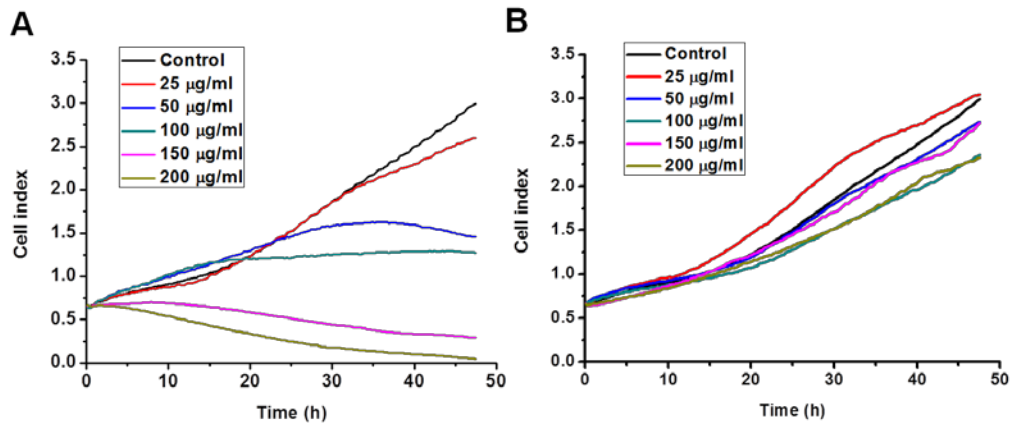 A
Control
25 μg/ml
50 μg/ml
100 μg/ml
150 μg/ml
200 μg/ml
3.5
3.0
2.5
2.0
1.5
1.0
0.5
0.0
Cell index
0 10 20 30 40 50
Time (h)
B
Control
25 μg/ml
50 μg/ml
100 μg/ml
150 μg/ml
200 μg/ml
3.5
3.0
2.5
2.0
1.5
1.0
0.5
0.0
Cell index
0 10 20 30 40 50
Time (h)